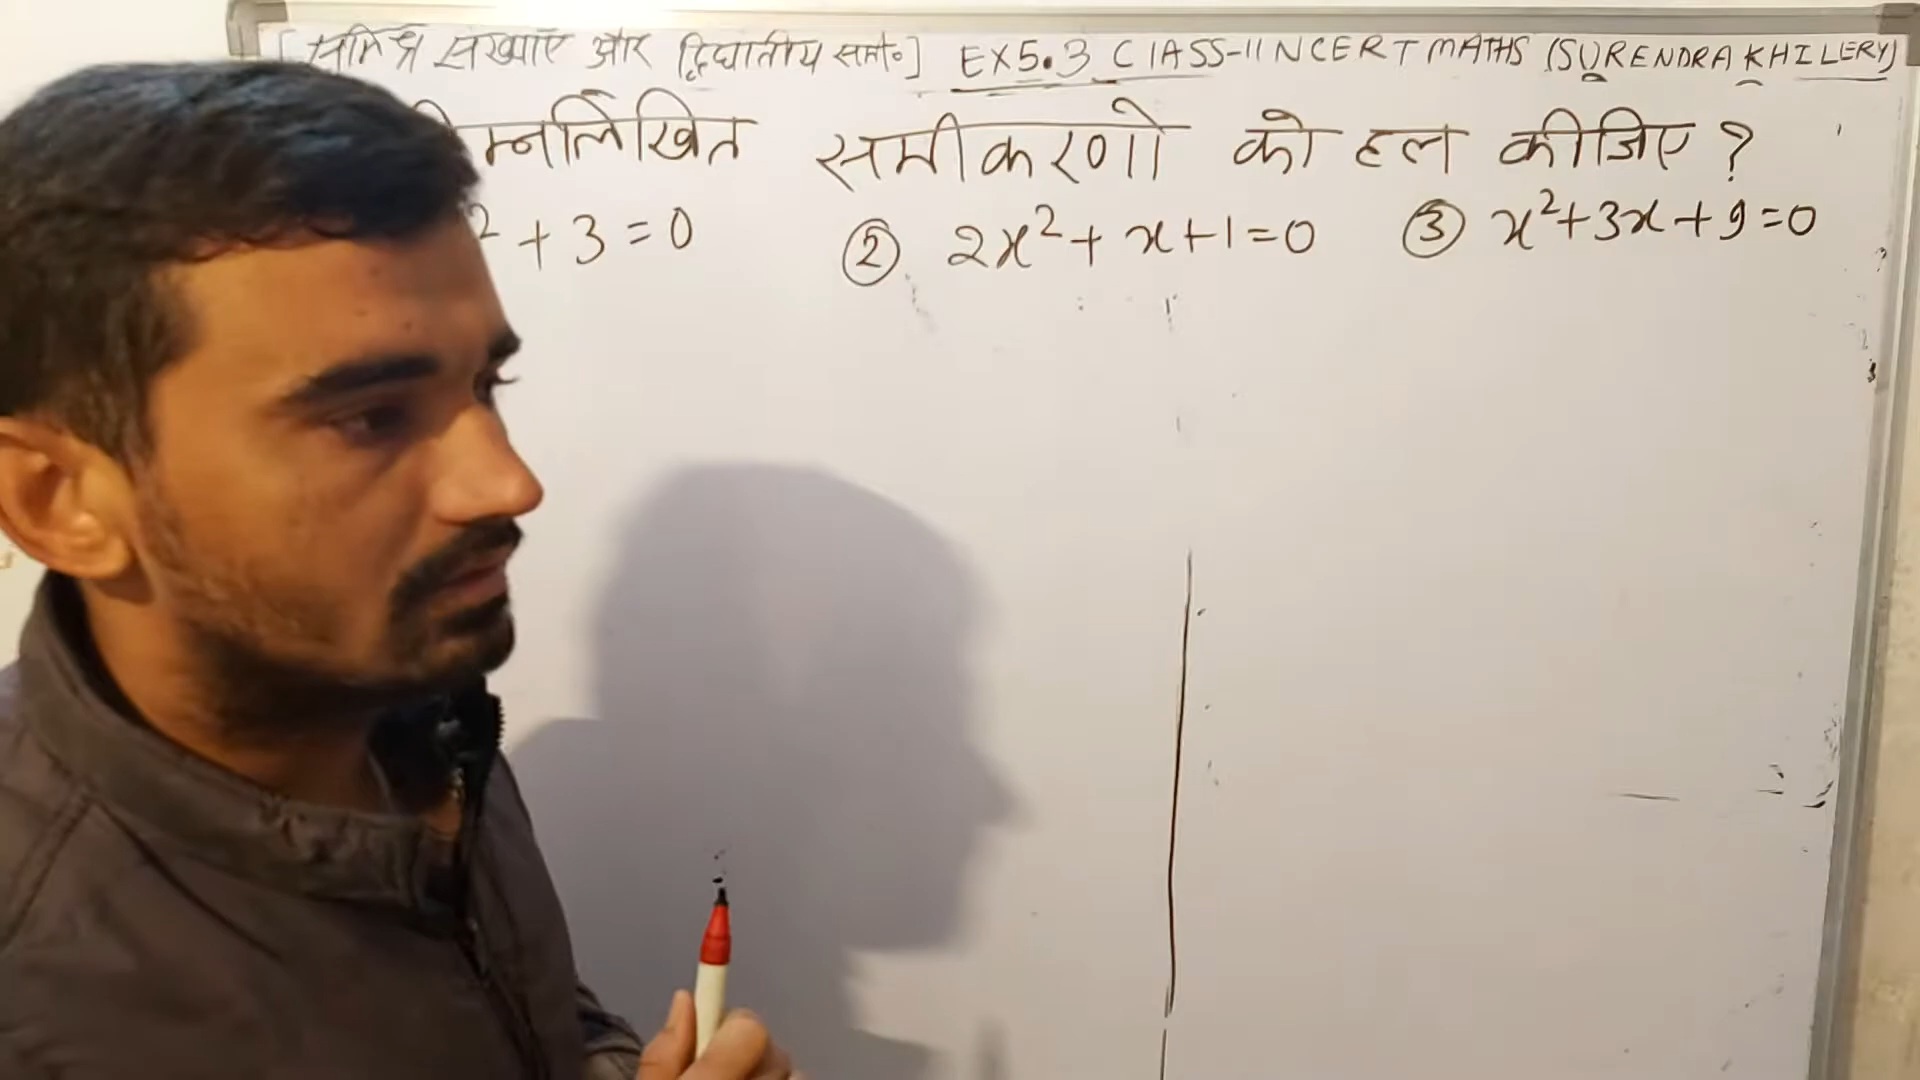 [सम्मिश्र संख्याएँ और द्विघातीय समी०] EX5.3 CLASS-11 NCERT MATHS (SURENDRA KHILERY)
म्नलिखित समीकरणो को हल कीजिए ?
2 + 3 = 0 ② 2x² + x + 1 = 0 ③ x² + 3x + 9 = 0